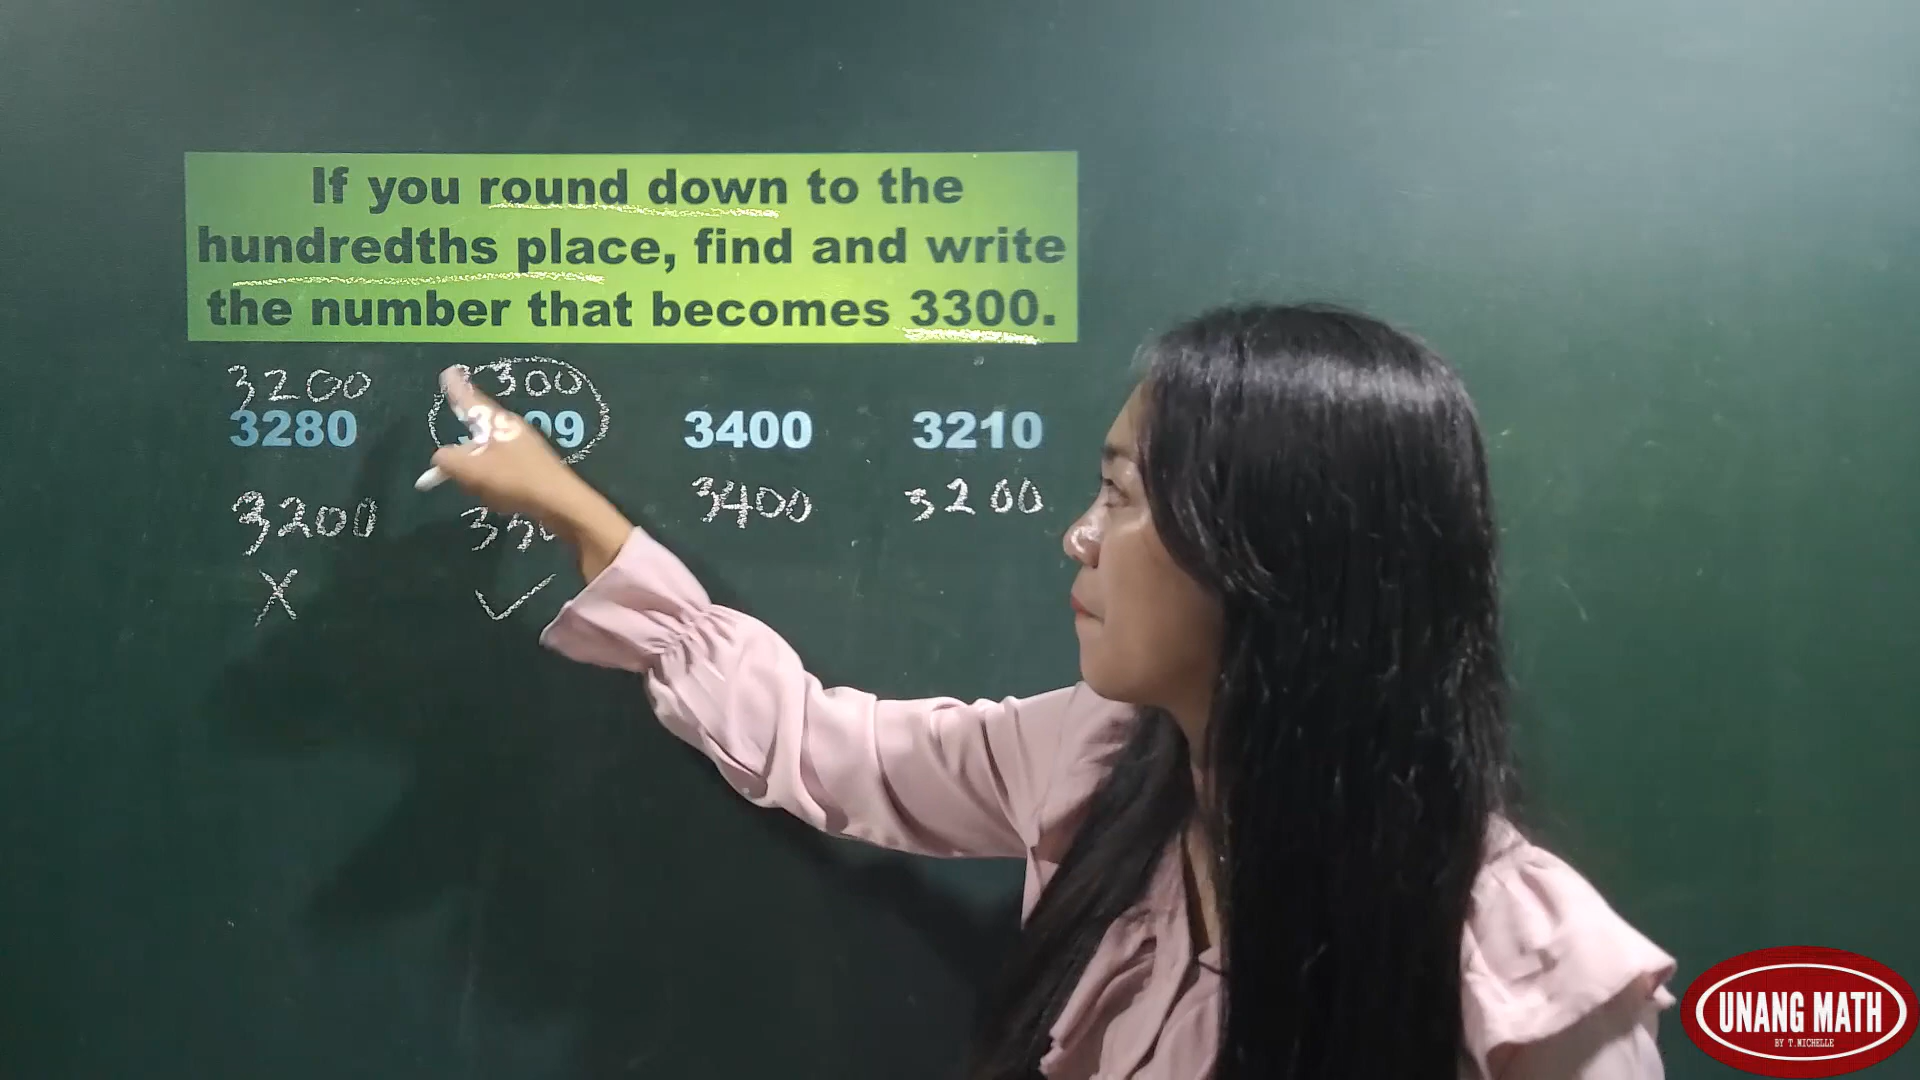 If you round down to the
hundredths place, find and write
the number that becomes 3300.
3200 300
3280 3400 3210
3200 3400 3200
X ✓
UNANG MATH
BY T.MICHELLE